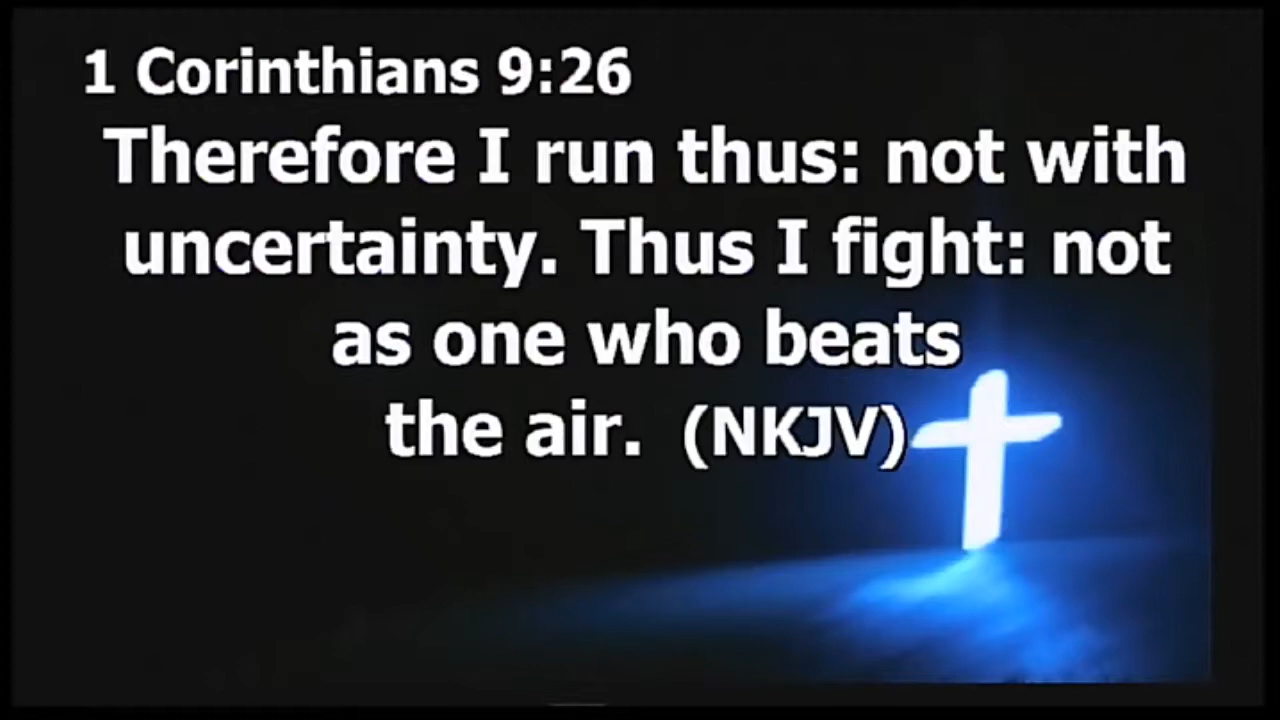 1 Corinthians 9:26
Therefore I run thus: not with
uncertainty. Thus I fight: not
as one who beats
the air. (NKJV)